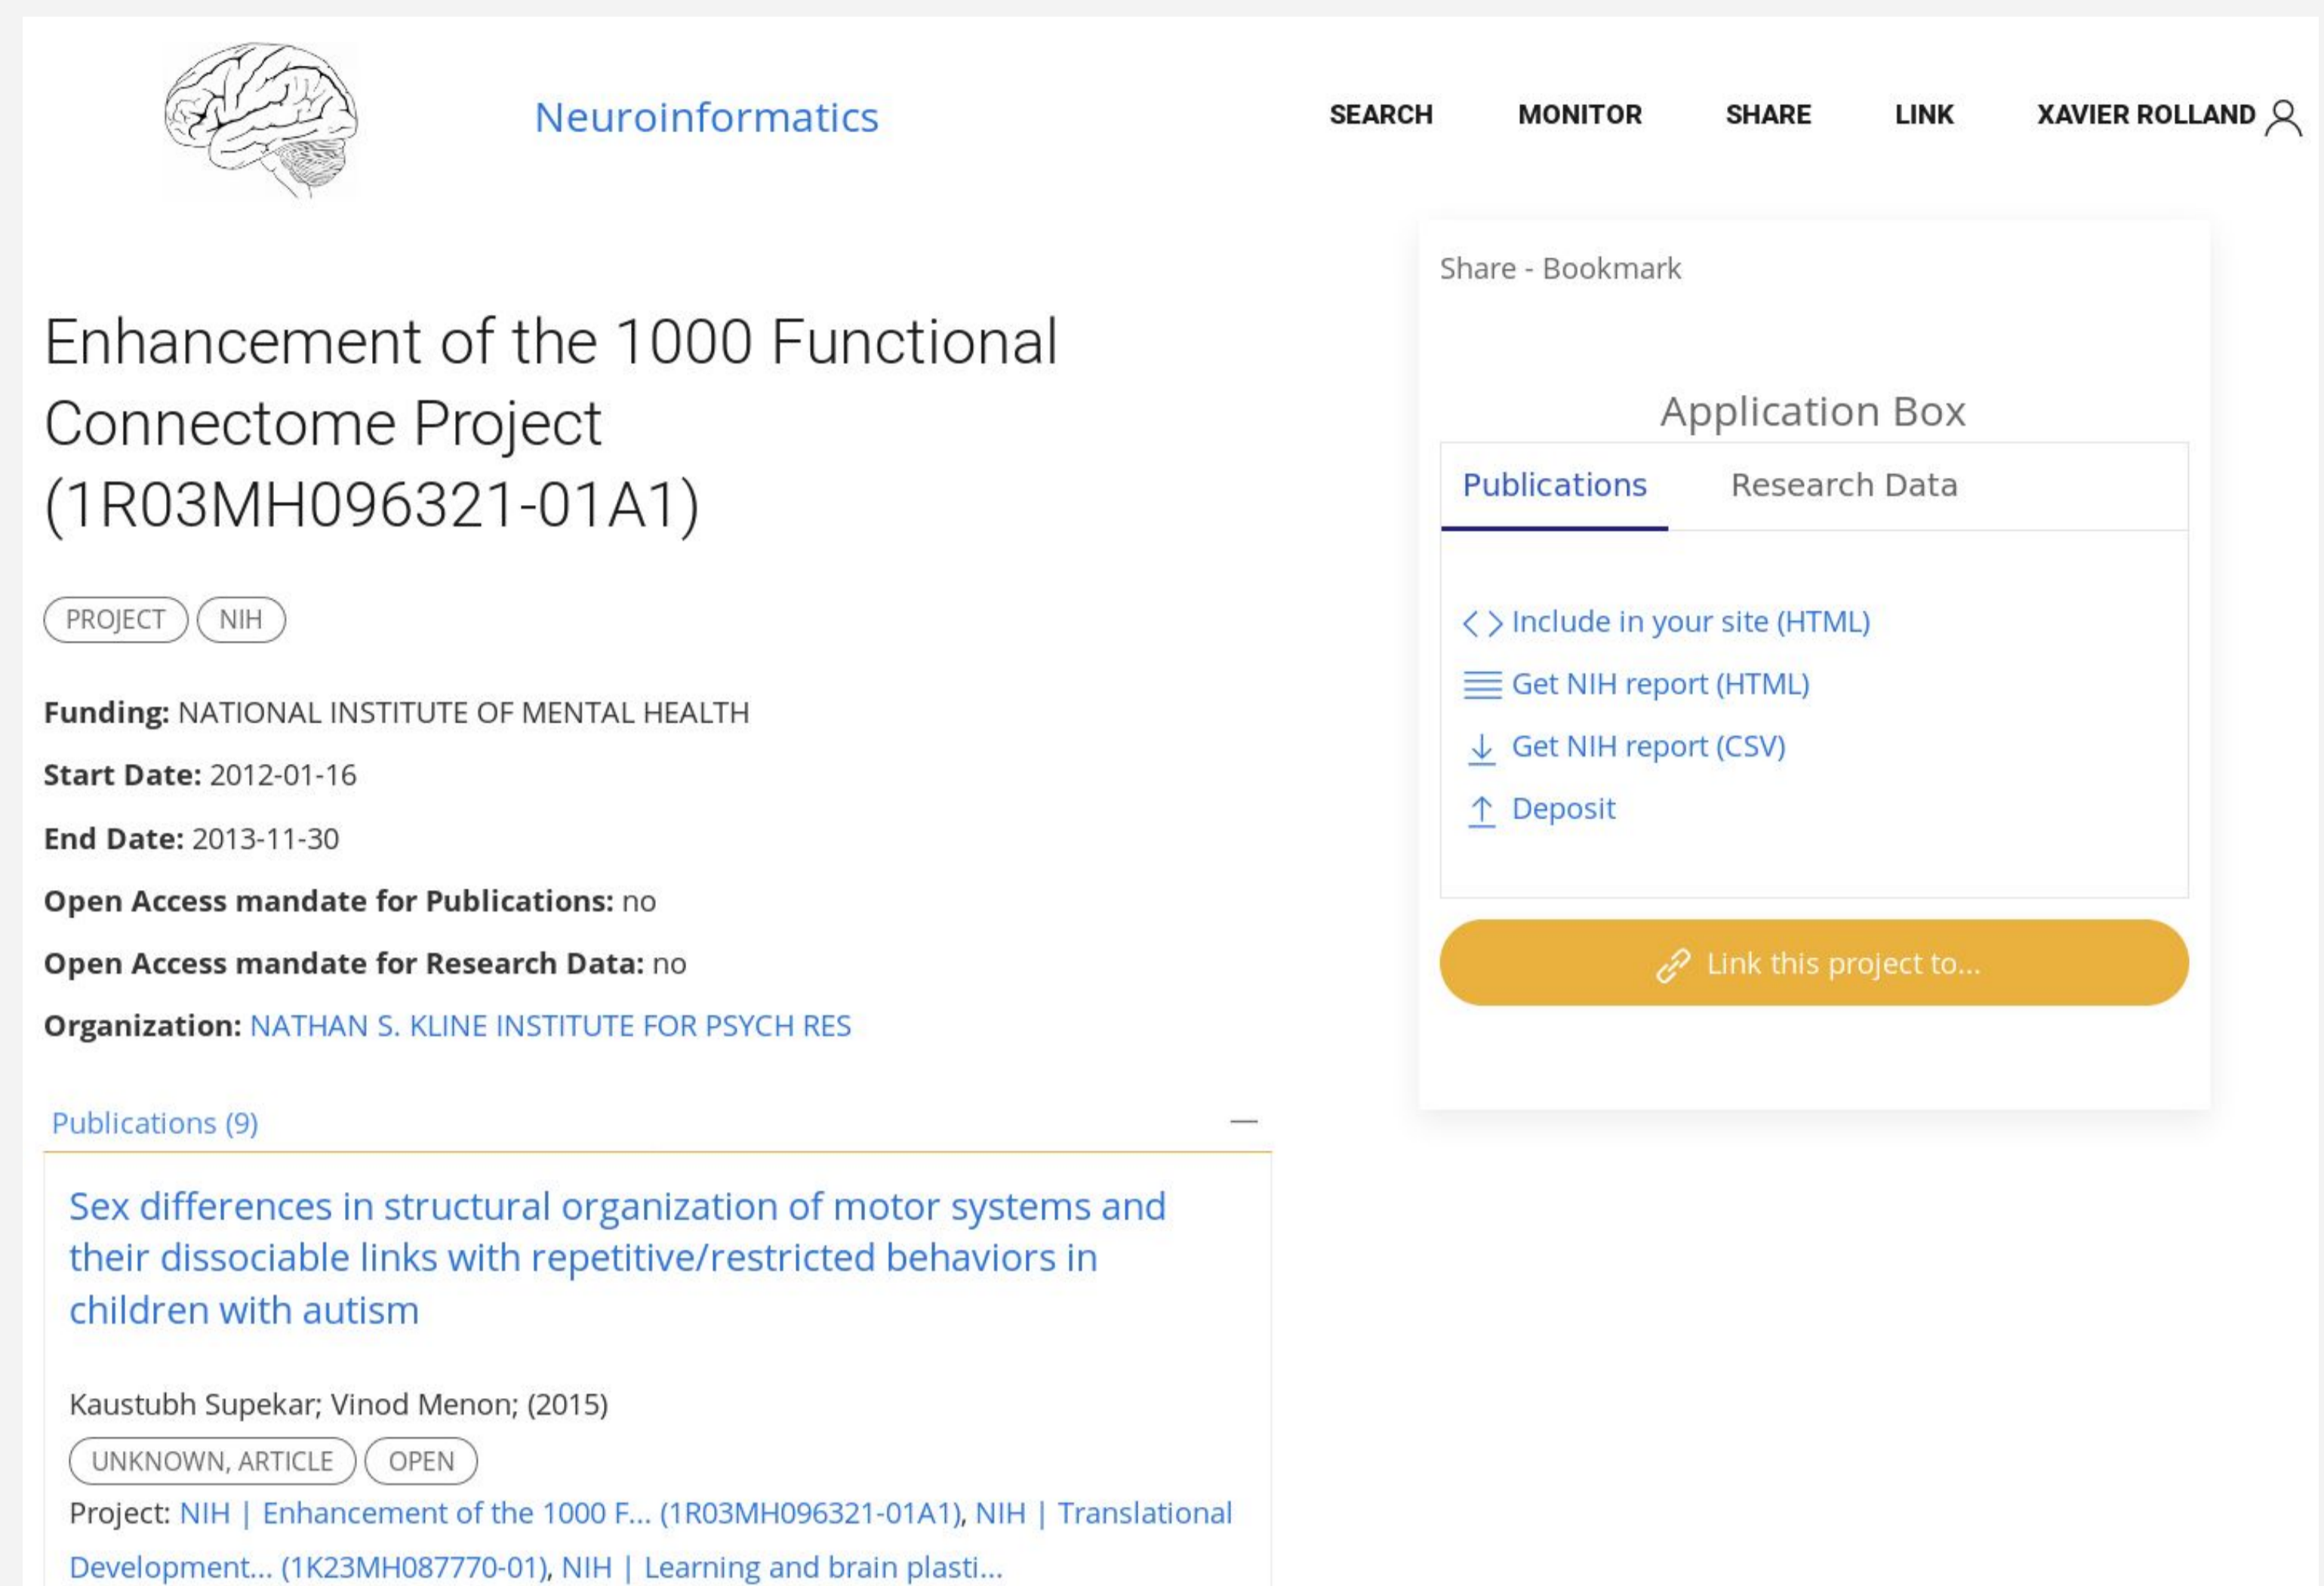 Neuroinformatics
SEARCH MONITOR SHARE LINK XAVIER ROLLAND
Enhancement of the 1000 Functional
Connectome Project
(1R03MH096321-01A1)
PROJECT NIH
Funding: NATIONAL INSTITUTE OF MENTAL HEALTH
Start Date: 2012-01-16
End Date: 2013-11-30
Open Access mandate for Publications: no
Open Access mandate for Research Data: no
Organization: NATHAN S. KLINE INSTITUTE FOR PSYCH RES
Publications (9)
Sex differences in structural organization of motor systems and
their dissociable links with repetitive/restricted behaviors in
children with autism
Kaustubh Supekar; Vinod Menon; (2015)
UNKNOWN, ARTICLE OPEN
Project: NIH | Enhancement of the 1000 F... (1R03MH096321-01A1), NIH | Translational
Development... (1K23MH087770-01), NIH | Learning and brain plasti...
Share - Bookmark
Application Box
Publications Research Data
Include in your site (HTML)
Get NIH report (HTML)
Get NIH report (CSV)
Deposit
Link this project to...